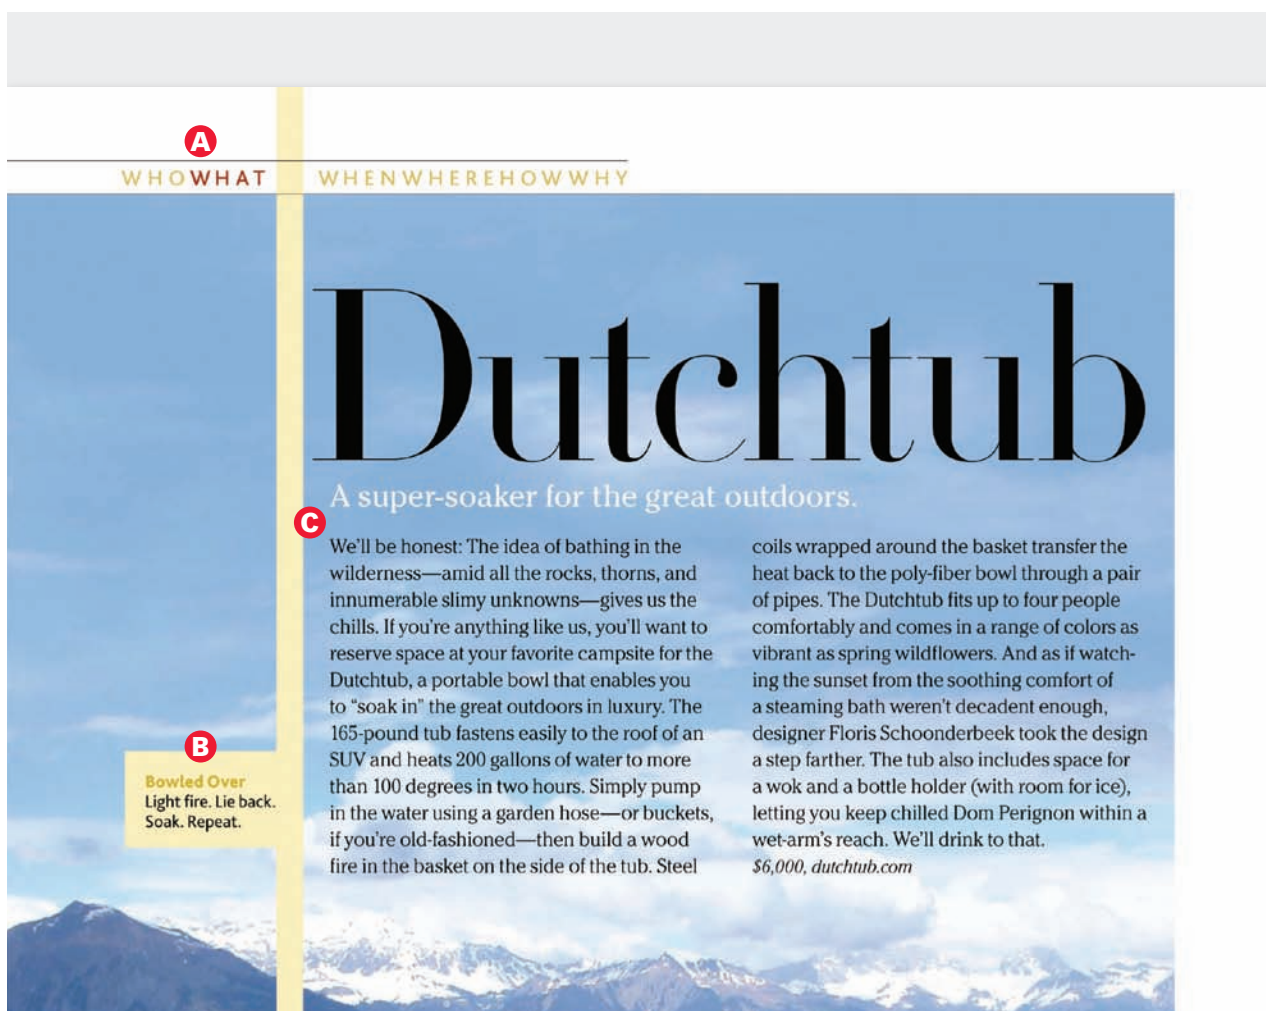 A
WHOWHAT WHENWHEREHOWWHY
Dutchtub
A super-soaker for the great outdoors.
C
We'll be honest: The idea of bathing in the
wilderness—amid all the rocks, thorns, and
innumerable slimy unknowns—gives us the
chills. If you're anything like us, you'll want to
reserve space at your favorite campsite for the
Dutchtub, a portable bowl that enables you
to "soak in" the great outdoors in luxury. The
165-pound tub fastens easily to the roof of an
SUV and heats 200 gallons of water to more
than 100 degrees in two hours. Simply pump
in the water using a garden hose—or buckets,
if you're old-fashioned—then build a wood
fire in the basket on the side of the tub. Steel
coils wrapped around the basket transfer the
heat back to the poly-fiber bowl through a pair
of pipes. The Dutchtub fits up to four people
comfortably and comes in a range of colors as
vibrant as spring wildflowers. And as if watch-
ing the sunset from the soothing comfort of
a steaming bath weren't decadent enough,
designer Floris Schoonderbeek took the design
a step farther. The tub also includes space for
a wok and a bottle holder (with room for ice),
letting you keep chilled Dom Perignon within a
wet-arm's reach. We'll drink to that.
$6,000, dutchtub.com
B
Bowled Over
Light fire. Lie back.
Soak. Repeat.